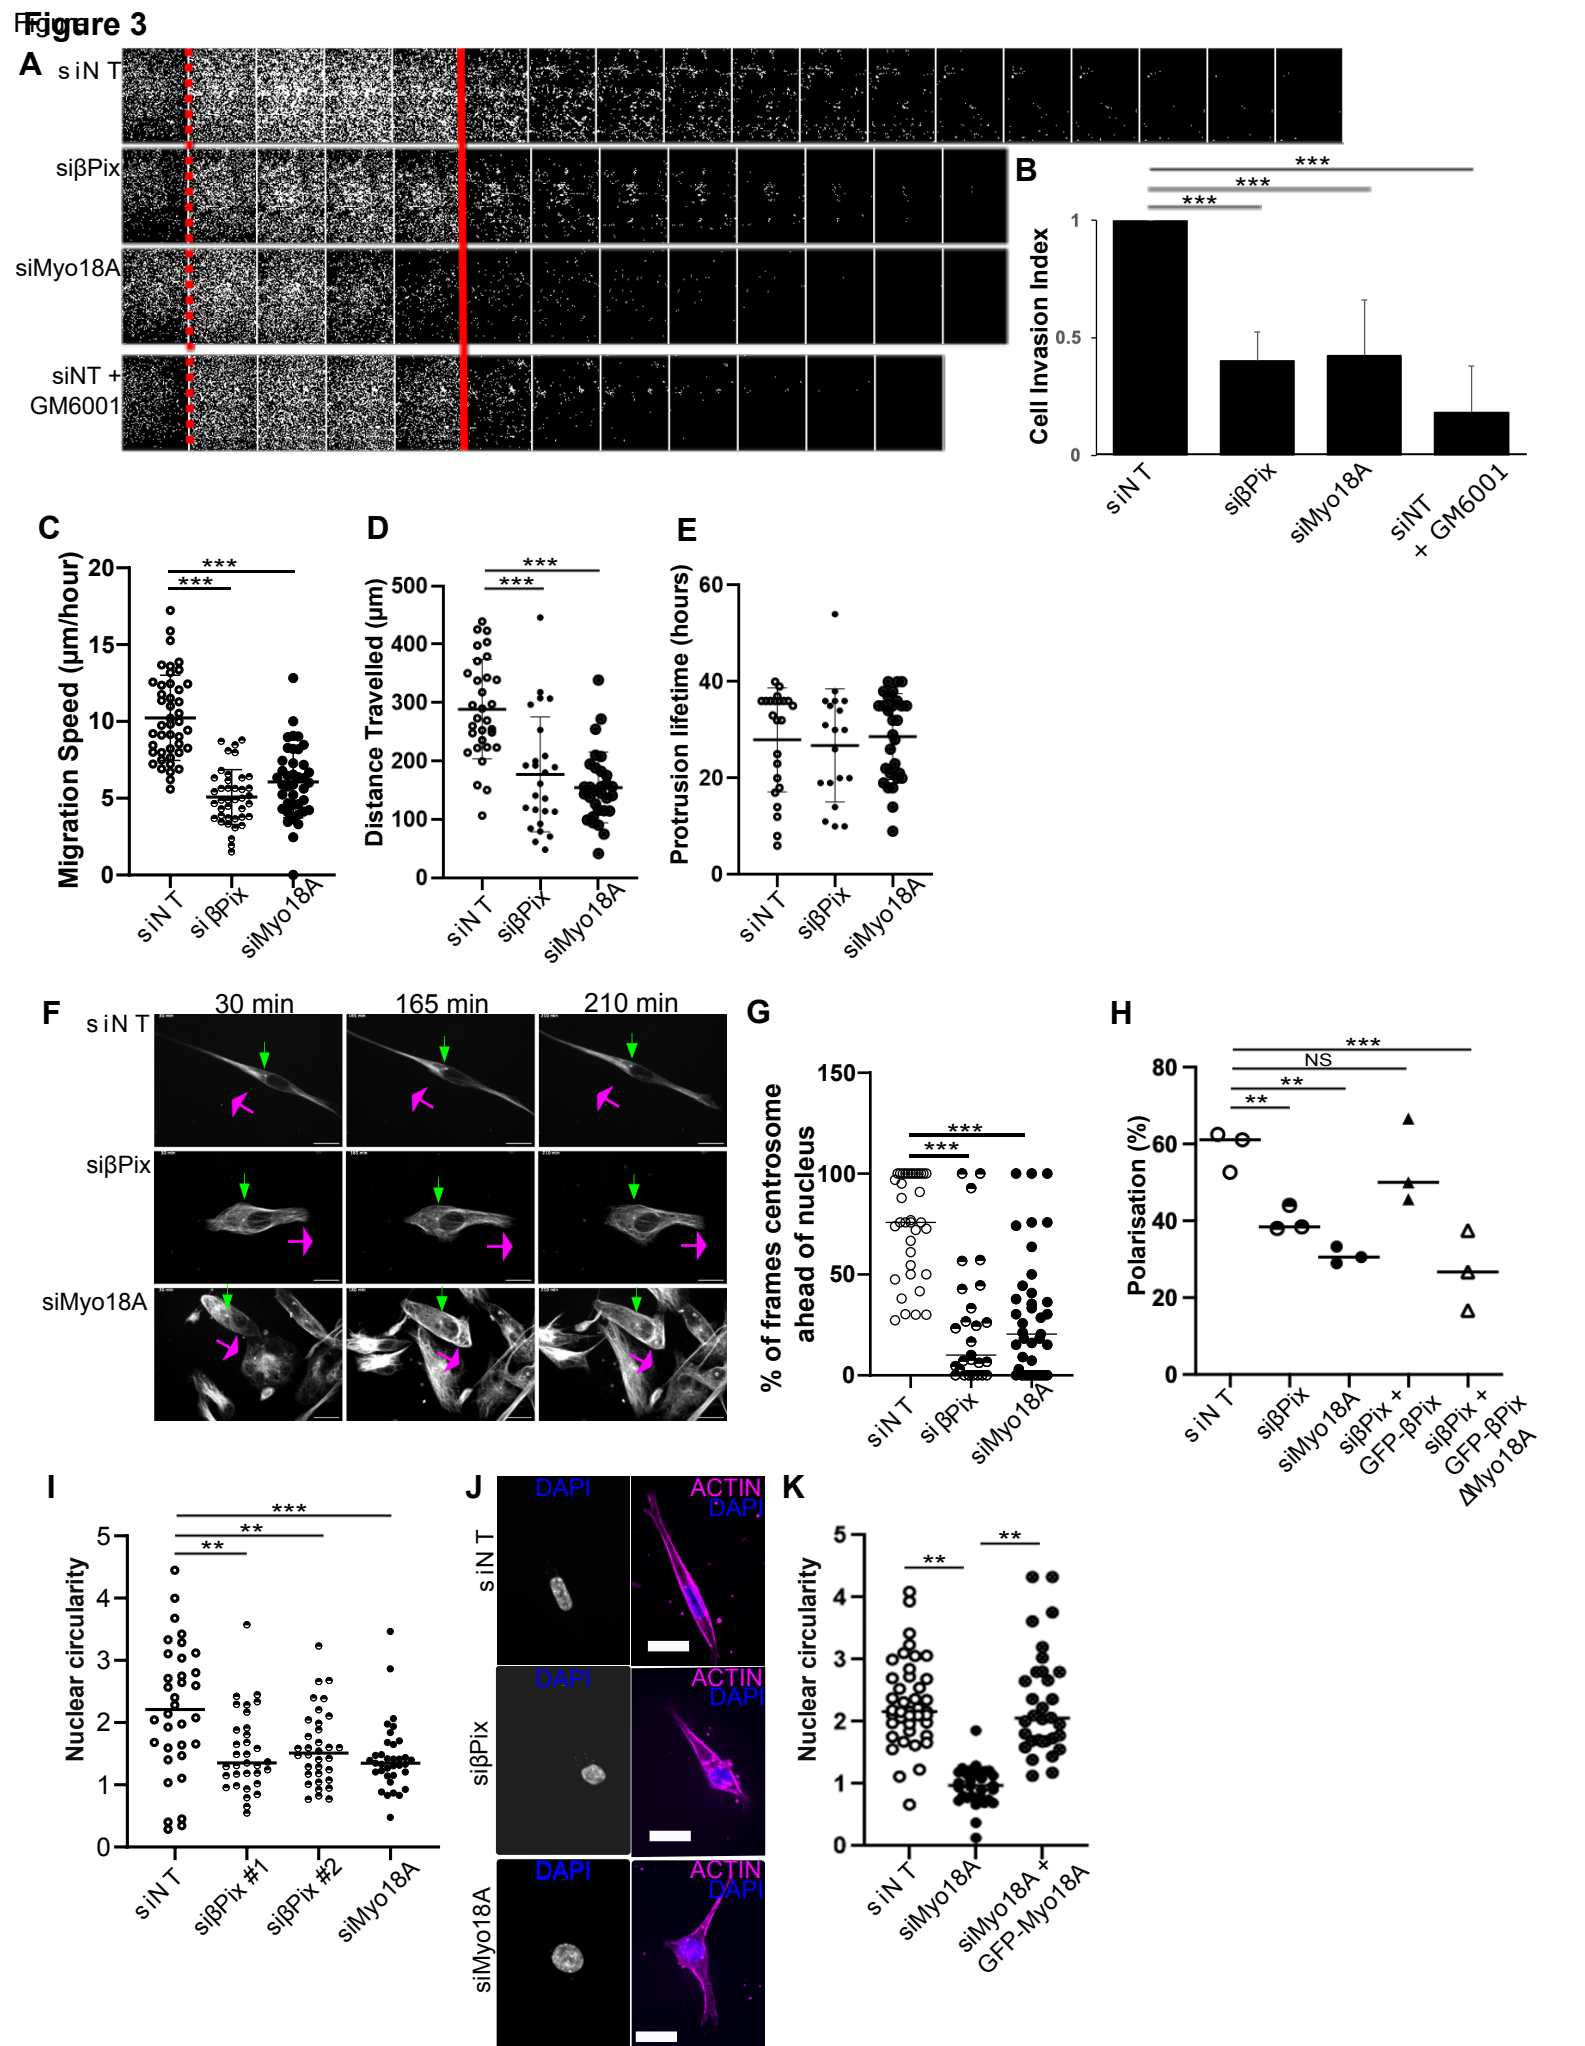 Figure 3
A
siNT
siβPix
siMyo18A
siNT +
GM6001
B
***
***
***
Cell Invasion Index
1
0.5
0
siNT
siβPix
siMyo18A
siNT
+ GM6001
C
***
***
Migration Speed (μm/hour)
20
15
10
5
0
siNT
siβPix
siMyo18A
D
***
***
Distance Travelled (μm)
500
400
300
200
100
0
siNT
siβPix
siMyo18A
E
Protrusion lifetime (hours)
60
40
20
0
siNT
siβPix
siMyo18A
F
30 min
165 min
210 min
siNT
siβPix
siMyo18A
G
***
***
% of frames centrosome
ahead of nucleus
150
100
50
0
siNT
siβPix
siMyo18A
H
***
NS
**
**
Polarisation (%)
80
60
40
20
0
siNT
siβPix
siMyo18A
siβPix +
GFP-βPix
siβPix +
GFP-βPix
ΔMyo18A
I
***
**
**
Nuclear circularity
5
4
3
2
1
0
siNT
siβPix #1
siβPix #2
siMyo18A
J
siNT
DAPI
ACTIN
DAPI
siβPix
DAPI
ACTIN
DAPI
siMyo18A
DAPI
ACTIN
DAPI
K
**
**
Nuclear circularity
5
4
3
2
1
0
siNT
siMyo18A
siMyo18A +
GFP-Myo18A